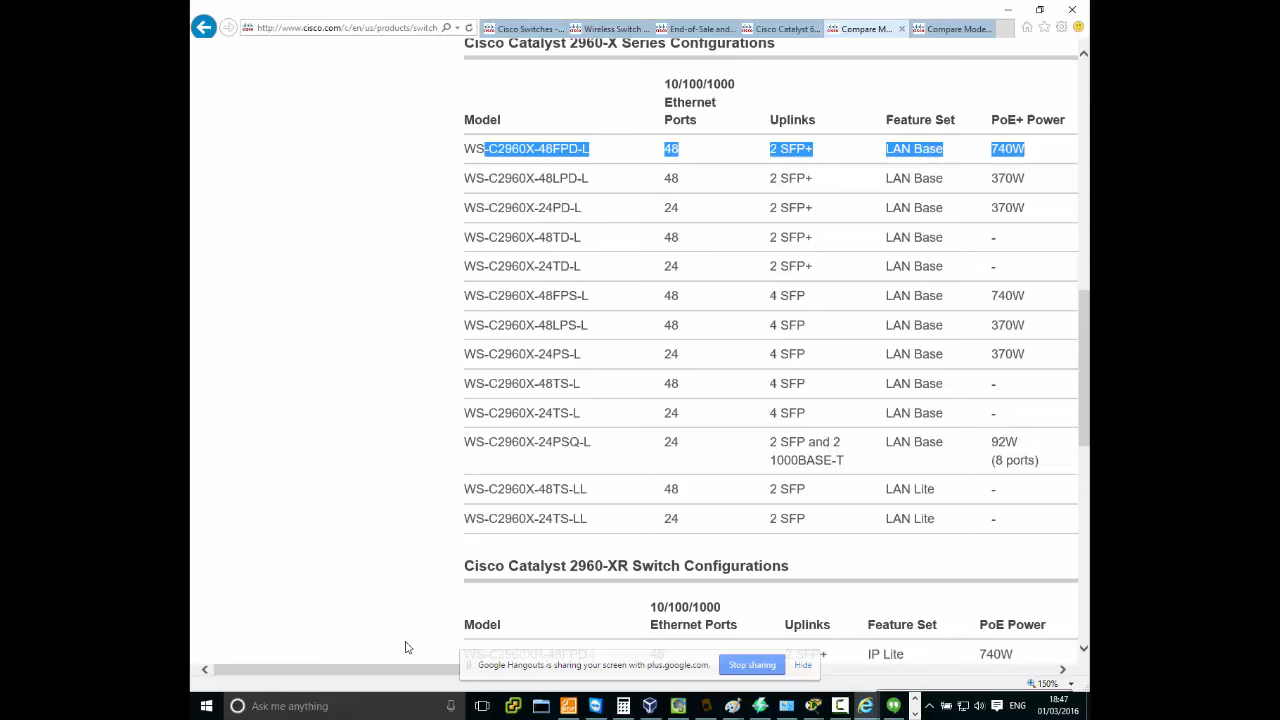 http://www.cisco.com/c/en/us/products/switch
Cisco Switches -...
Wireless Switch ...
End-of-Sale and...
Cisco Catalyst 6...
Compare M...
Compare Mode...
Cisco Catalyst 2960-X Series Configurations
10/100/1000
Ethernet
Model Ports Uplinks Feature Set PoE+ Power
WS-C2960X-48FPD-L 48 2 SFP+ LAN Base 740W
WS-C2960X-48LPD-L 48 2 SFP+ LAN Base 370W
WS-C2960X-24PD-L 24 2 SFP+ LAN Base 370W
WS-C2960X-48TD-L 48 2 SFP+ LAN Base -
WS-C2960X-24TD-L 24 2 SFP+ LAN Base -
WS-C2960X-48FPS-L 48 4 SFP LAN Base 740W
WS-C2960X-48LPS-L 48 4 SFP LAN Base 370W
WS-C2960X-24PS-L 24 4 SFP LAN Base 370W
WS-C2960X-48TS-L 48 4 SFP LAN Base -
WS-C2960X-24TS-L 24 4 SFP LAN Base -
WS-C2960X-24PSQ-L 24 2 SFP and 2 LAN Base 92W
1000BASE-T (8 ports)
WS-C2960X-48TS-LL 48 2 SFP LAN Lite -
WS-C2960X-24TS-LL 24 2 SFP LAN Lite -
Cisco Catalyst 2960-XR Switch Configurations
10/100/1000
Model Ethernet Ports Uplinks Feature Set PoE Power
WS-C2960XR-48FPD-I 48 2 SFP+ IP Lite 740W
Google Hangouts is sharing your screen with plus.google.com. Stop sharing Hide
150%
Ask me anything
ENG
18:47
01/03/2016